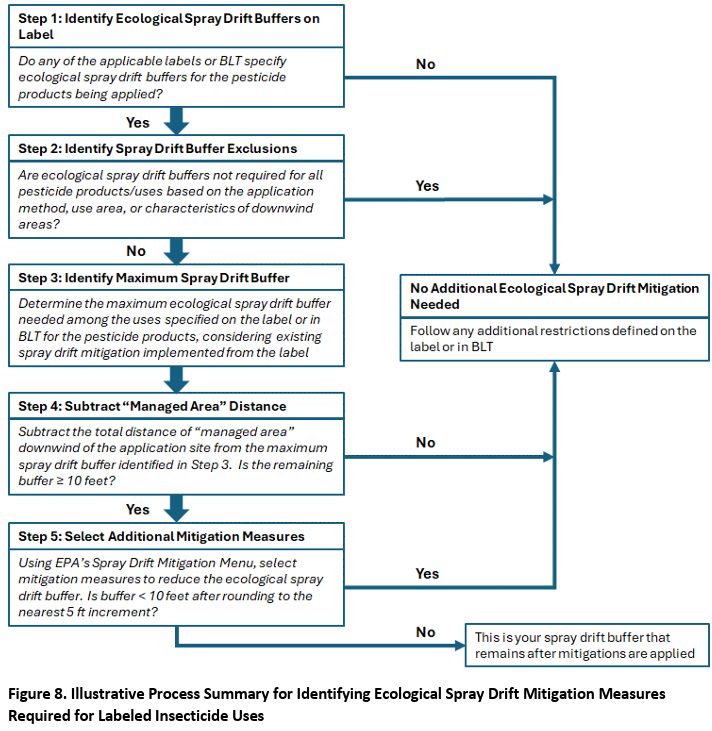 Step 1: Identify Ecological Spray Drift Buffers on
Label
Do any of the applicable labels or BLT specify
ecological spray drift buffers for the pesticide
products being applied?
No
Yes
Step 2: Identify Spray Drift Buffer Exclusions
Are ecological spray drift buffers not required for all
pesticide products/uses based on the application
method, use area, or characteristics of downwind
areas?
Yes
No
Step 3: Identify Maximum Spray Drift Buffer
Determine the maximum ecological spray drift buffer
needed among the uses specified on the label or in
BLT for the pesticide products, considering existing
spray drift mitigation implemented from the label
No Additional Ecological Spray Drift Mitigation
Needed
Follow any additional restrictions defined on the
label or in BLT
Step 4: Subtract “Managed Area” Distance
Subtract the total distance of “managed area”
downwind of the application site from the maximum
spray drift buffer identified in Step 3. Is the remaining
buffer ≥ 10 feet?
No
Yes
Step 5: Select Additional Mitigation Measures
Using EPA’s Spray Drift Mitigation Menu, select
mitigation measures to reduce the ecological spray
drift buffer. Is buffer < 10 feet after rounding to the
nearest 5 ft increment?
Yes
No
This is your spray drift buffer that
remains after mitigations are applied
Figure 8. Illustrative Process Summary for Identifying Ecological Spray Drift Mitigation Measures
Required for Labeled Insecticide Uses